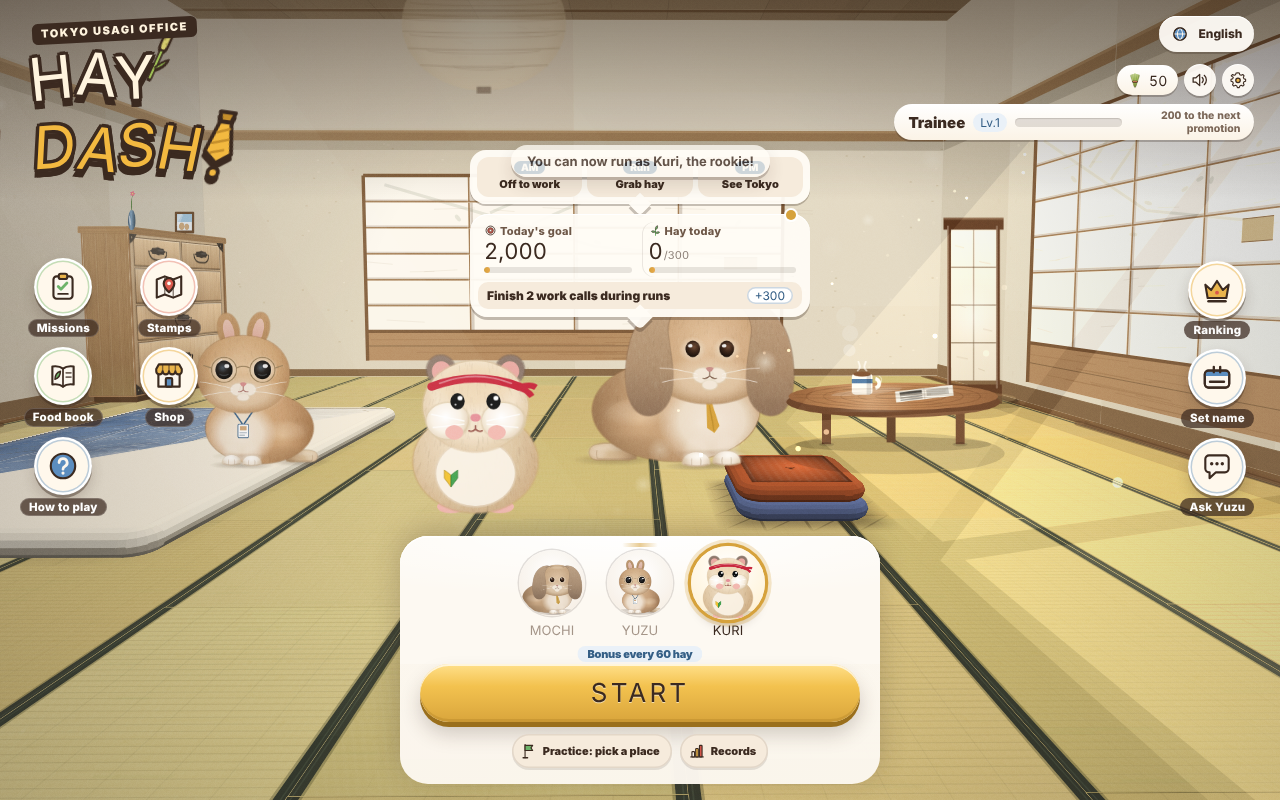 TOKYO USAGI OFFICE
HAY
DASH
English
50
Trainee
Lv.1
200 to the next
promotion
You can now run as Kuri, the rookie!
AM
Run
PM
Off to work
Grab hay
See Tokyo
Today's goal
2,000
Hay today
0/300
Finish 2 work calls during runs
+300
Missions
Stamps
Food book
Shop
How to play
Ranking
Set name
Ask Yuzu
MOCHI
YUZU
KURI
Bonus every 60 hay
START
Practice: pick a place
Records